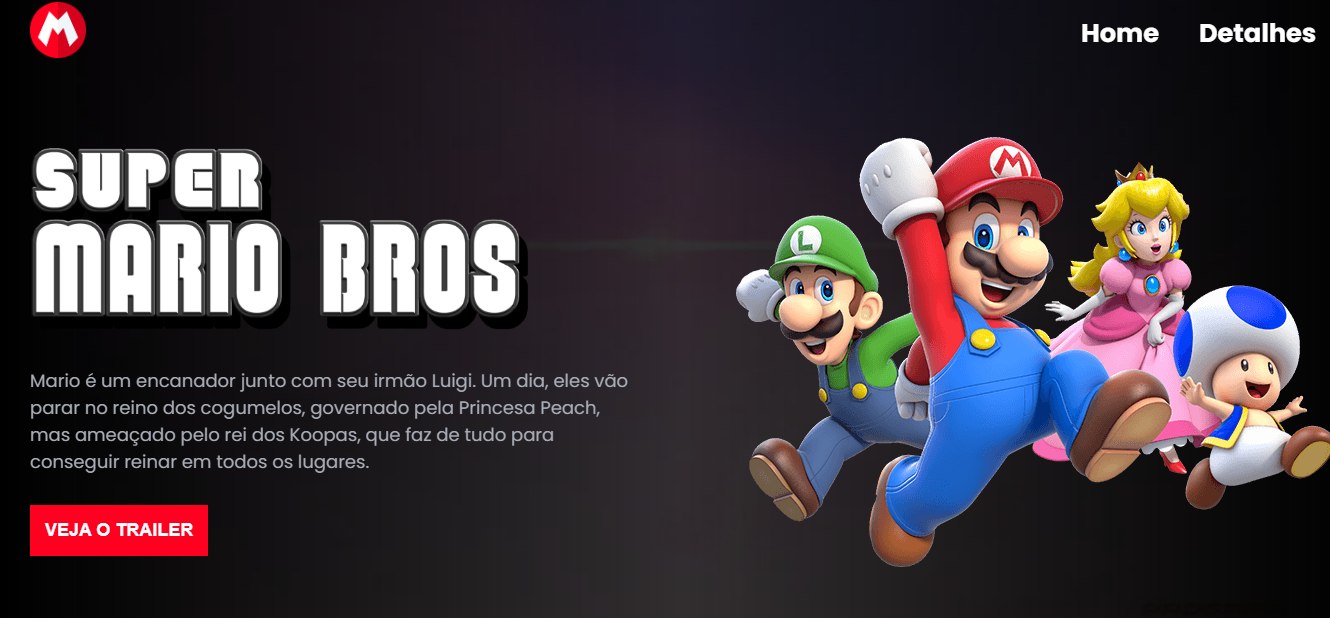 M
Home Detalhes
SUPER
MARIO BROS
M
L
Mario é um encanador junto com seu irmão Luigi. Um dia, eles vão
parar no reino dos cogumelos, governado pela Princesa Peach,
mas ameaçado pelo rei dos Koopas, que faz de tudo para
conseguir reinar em todos os lugares.
VEJA O TRAILER